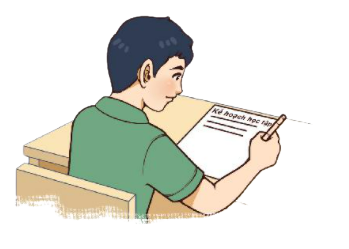 Kế hoạch học tập